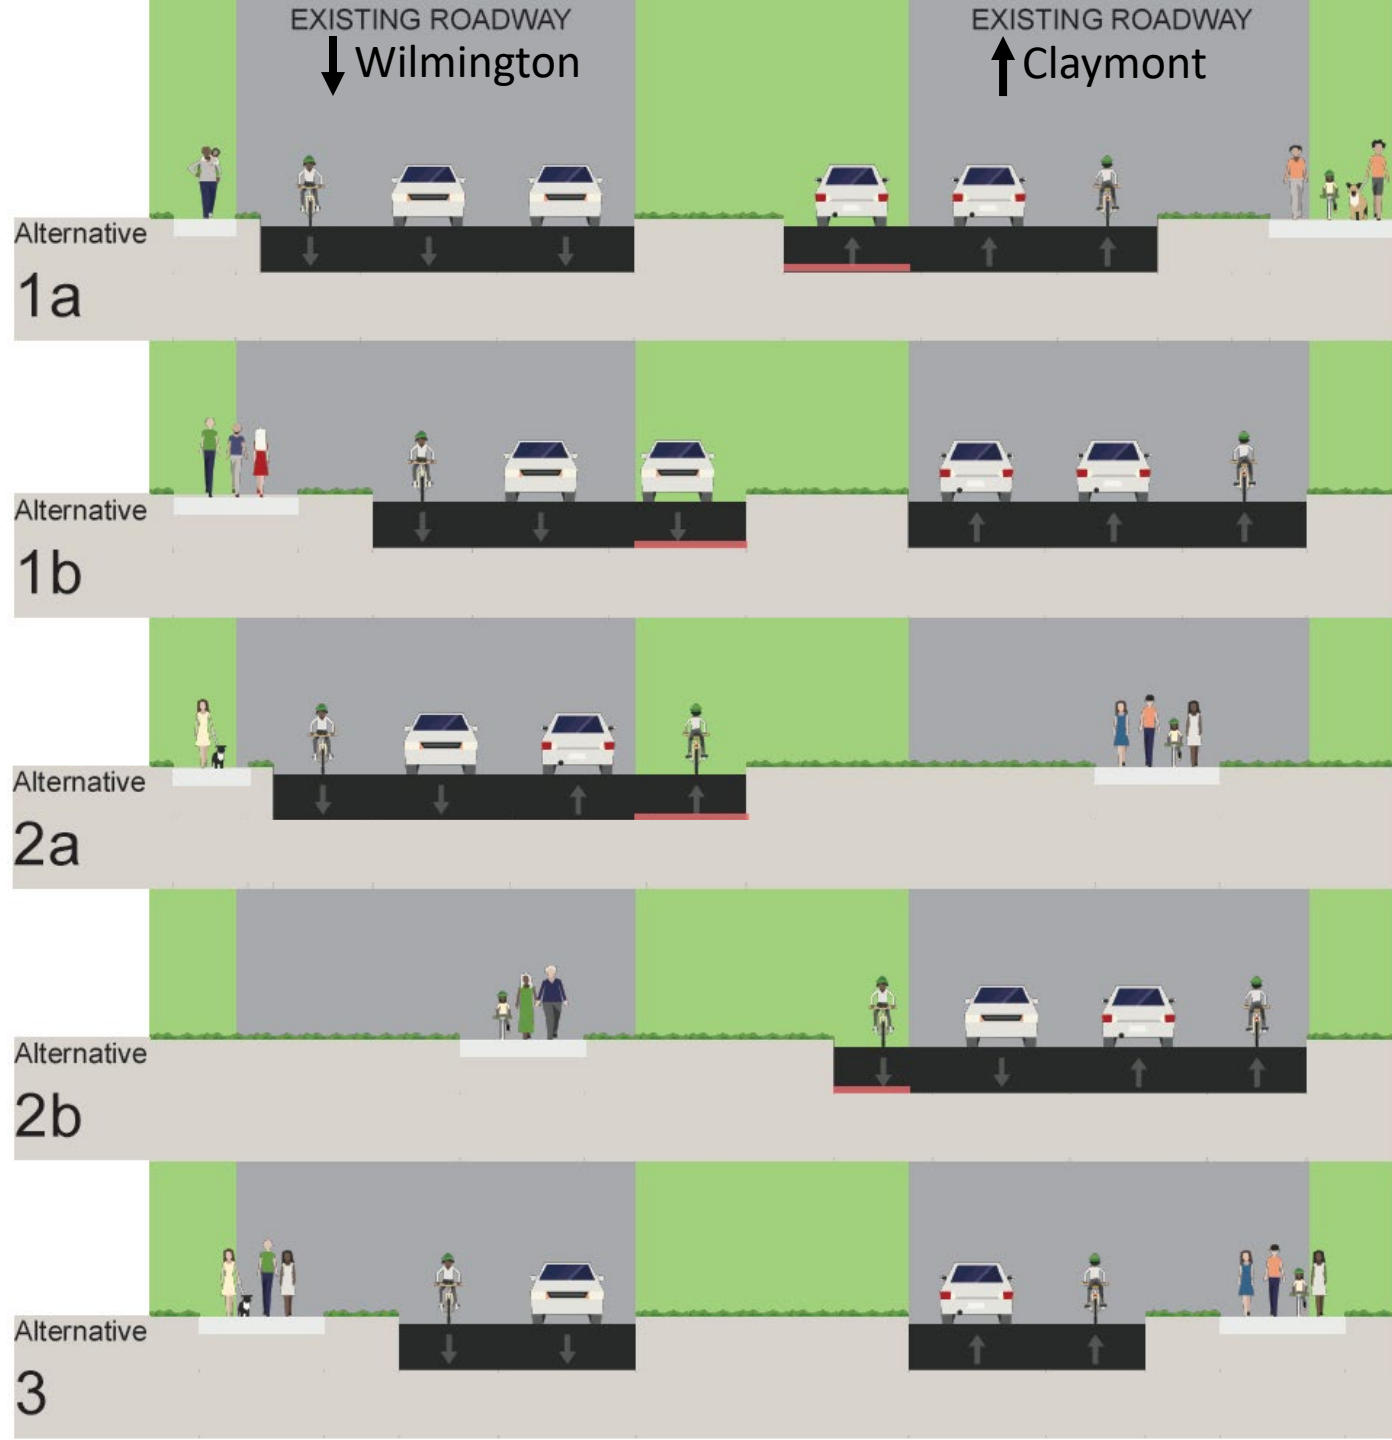 EXISTING ROADWAY
Wilmington
EXISTING ROADWAY
Claymont
Alternative
1a
Alternative
1b
Alternative
2a
Alternative
2b
Alternative
3